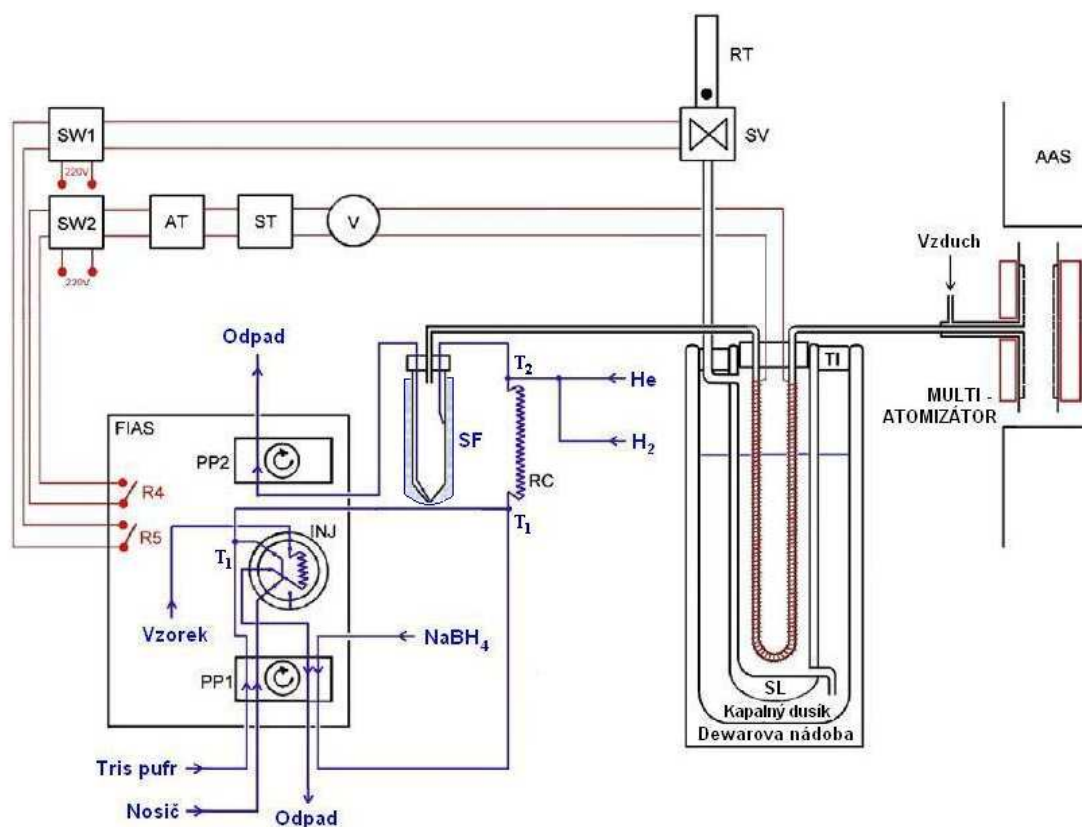 RT
SW1
SV
AAS
220V
SW2
AT
ST
V
Vzduch
220V
Odpad
T2
TI
He
MULTI -
ATOMIZÁTOR
FIAS
SF
H2
PP2
RC
R4
T1
R5
INJ
T1
Vzorek
NaBH4
PP1
SL
Kapalný dusík
Dewarova nádoba
Tris pufr
Nosič
Odpad